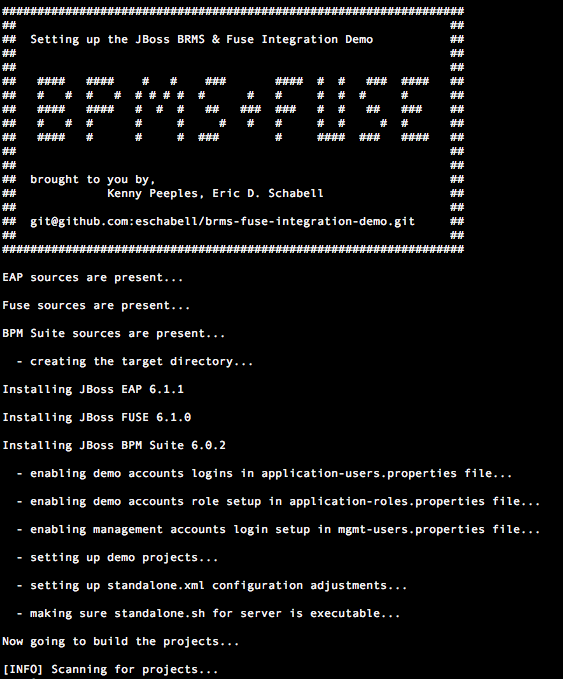 ##################################################################
##                                                              ##
##  Setting up the JBoss BRMS & Fuse Integration Demo           ##
##                                                              ##
##                                                              ##
##   ####   ####    #   #    ###       ####  #  #   ###  ####   ##
##   #   #  #   #  # # # #  #      #   #     #  #  #     #      ##
##   ####   ####   #  #  #   ##   ###  ###   #  #   ##   ###    ##
##   #   #  #      #     #     #   #   #     #  #     #  #      ##
##   ####   #      #     #  ###        #     ####  ###   ####   ##
##                                                              ##
##                                                              ##
##  brought to you by,                                          ##
##             Kenny Peeples, Eric D. Schabell                  ##
##                                                              ##
##  git@github.com:eschabell/brms-fuse-integration-demo.git     ##
##                                                              ##
##################################################################
EAP sources are present...
Fuse sources are present...
BPM Suite sources are present...
  - creating the target directory...
Installing JBoss EAP 6.1.1
Installing JBoss FUSE 6.1.0
Installing JBoss BPM Suite 6.0.2
  - enabling demo accounts logins in application-users.properties file...
  - enabling demo accounts role setup in application-roles.properties file...
  - enabling management accounts login setup in mgmt-users.properties file...
  - setting up demo projects...
  - setting up standalone.xml configuration adjustments...
  - making sure standalone.sh for server is executable...
Now going to build the projects...
[INFO] Scanning for projects...